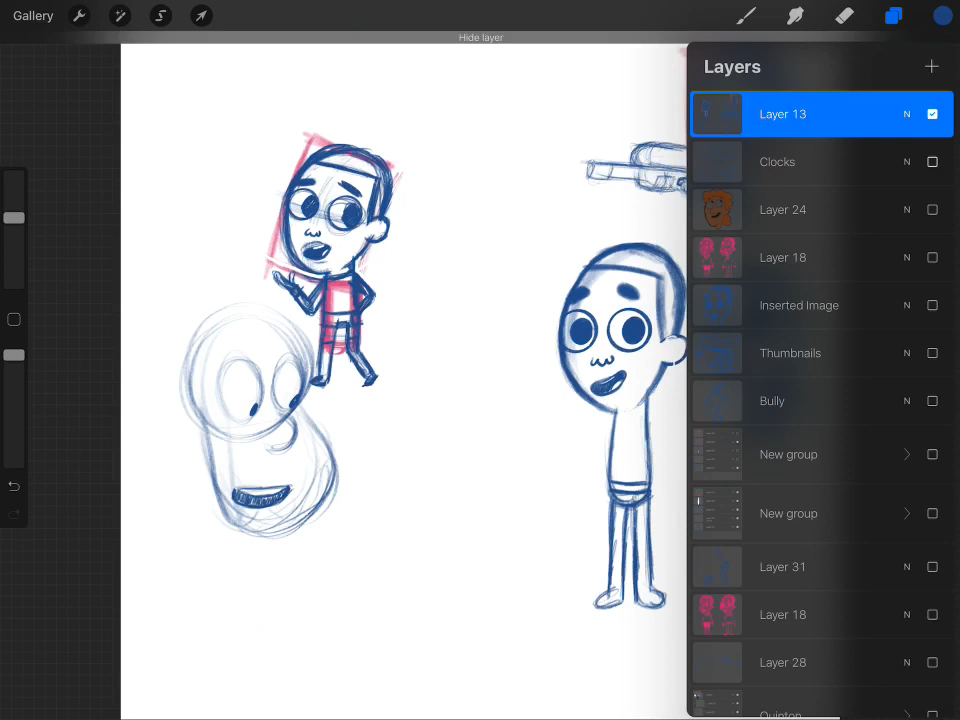 Gallery
Hide layer
Layers
Layer 13 N
Clocks N
Layer 24 N
Layer 18 N
Inserted Image N
Thumbnails N
Bully N
New group
New group
Layer 31 N
Layer 18 N
Layer 28 N
Quinton